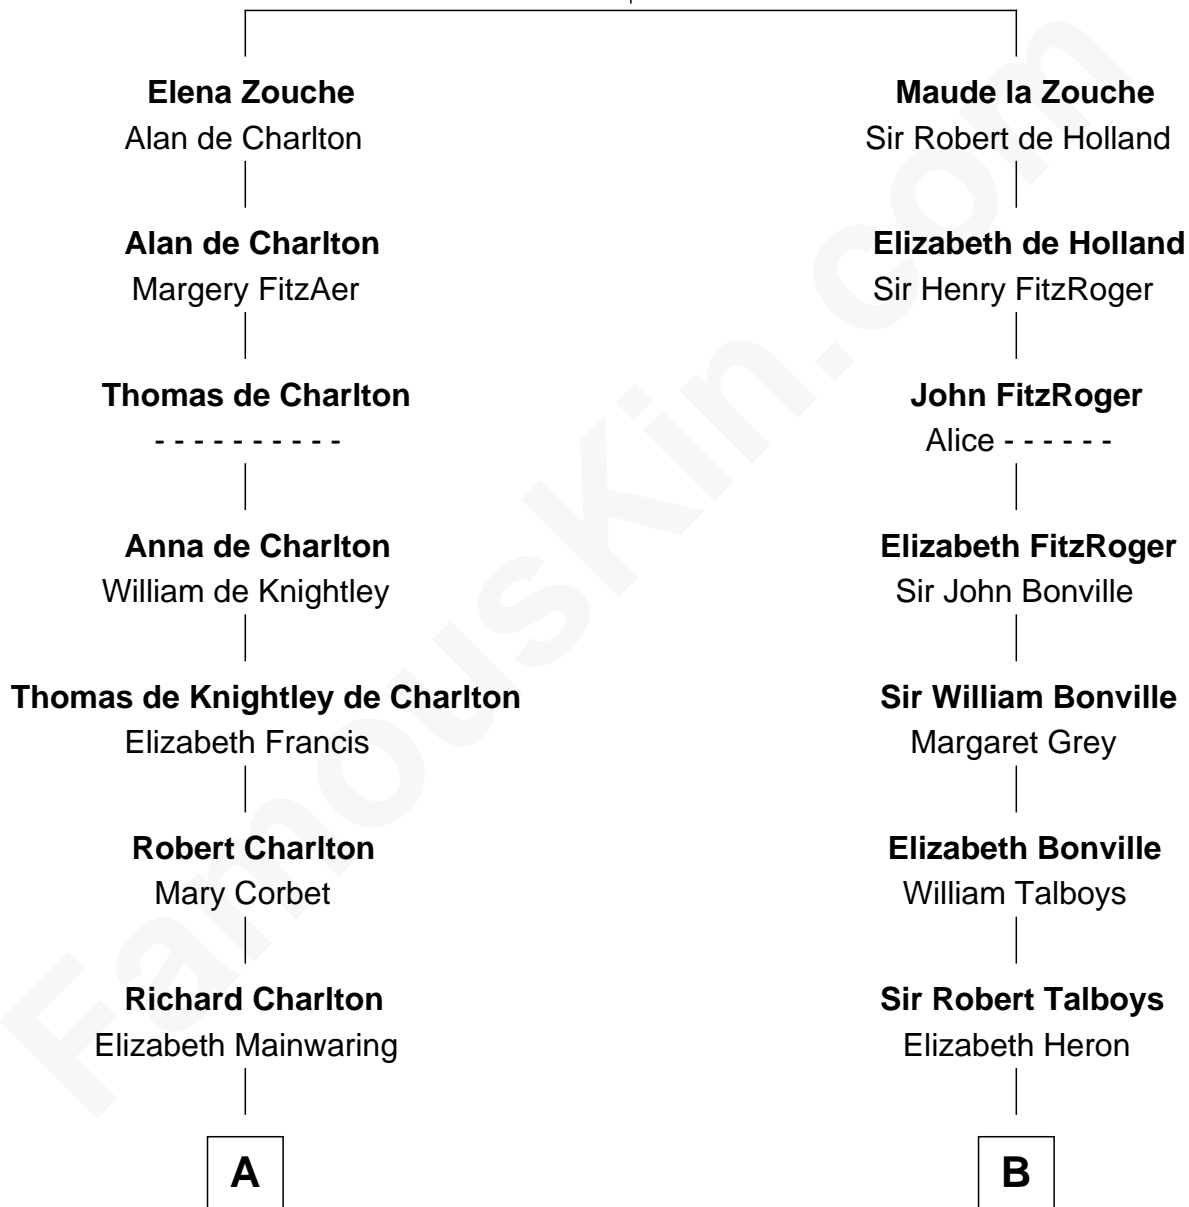 Elena Zouche
Alan de Charlton
Alan de Charlton
Margery FitzAer
Thomas de Charlton
- - - - - - - - - -
Anna de Charlton
William de Knightley
Thomas de Knightley de Charlton
Elizabeth Francis
Robert Charlton
Mary Corbet
Richard Charlton
Elizabeth Mainwaring
A
Maude la Zouche
Sir Robert de Holland
Elizabeth de Holland
Sir Henry FitzRoger
John FitzRoger
Alice - - - - - -
Elizabeth FitzRoger
Sir John Bonville
Sir William Bonville
Margaret Grey
Elizabeth Bonville
William Talboys
Sir Robert Talboys
Elizabeth Heron
B
FamousKin.com